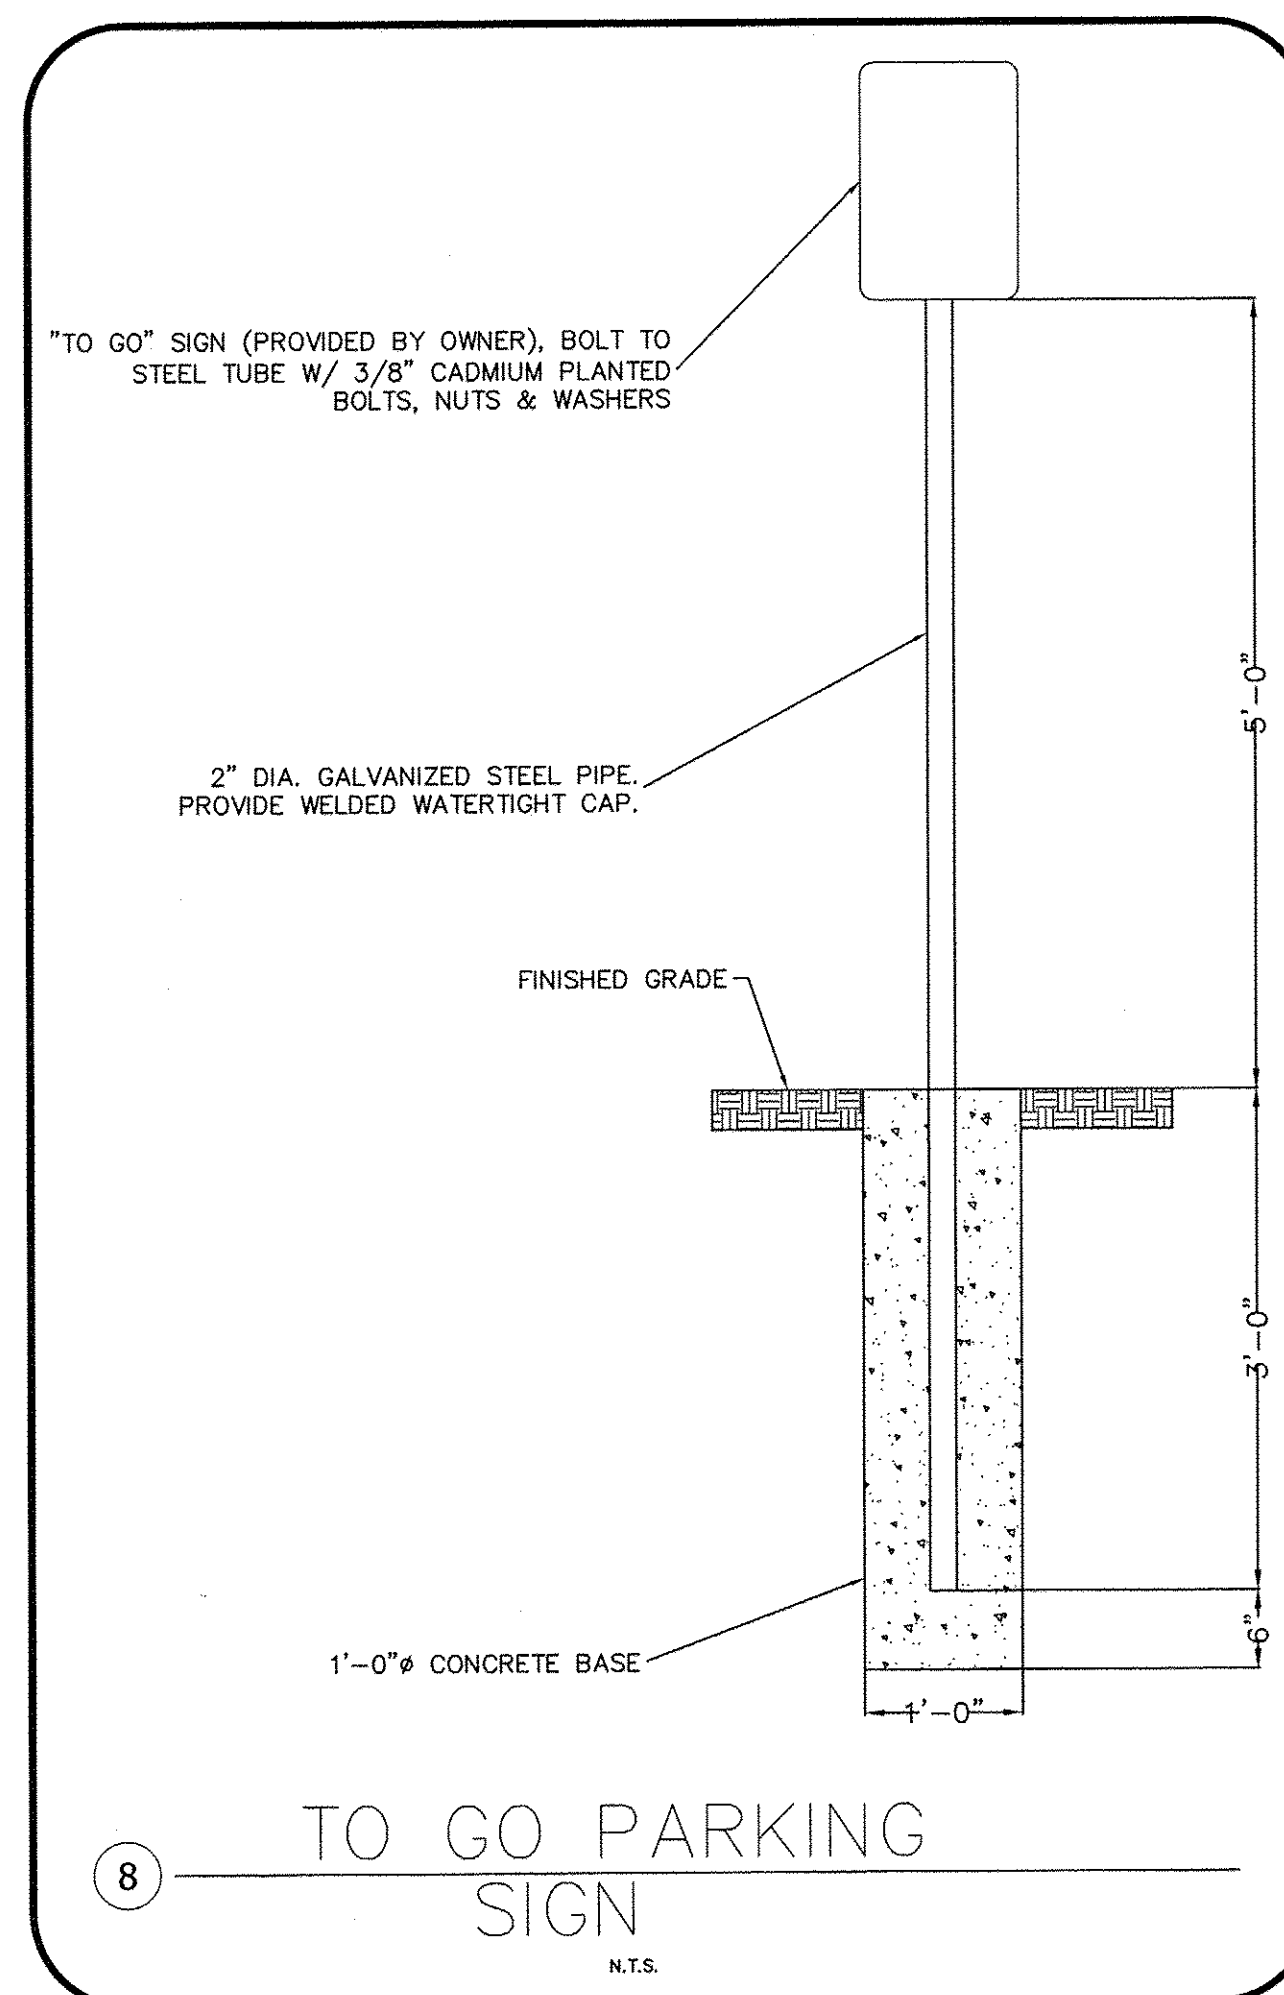 "TO GO" SIGN (PROVIDED BY OWNER), BOLT TO
STEEL TUBE W/ 3/8" CADMIUM PLANTED
BOLTS, NUTS & WASHERS
5'-0"
2" DIA. GALVANIZED STEEL PIPE.
PROVIDE WELDED WATERTIGHT CAP.
FINISHED GRADE
3'-0"
6"
1'-0"ø CONCRETE BASE
1'-0"
8
TO GO PARKING
SIGN
N.T.S.